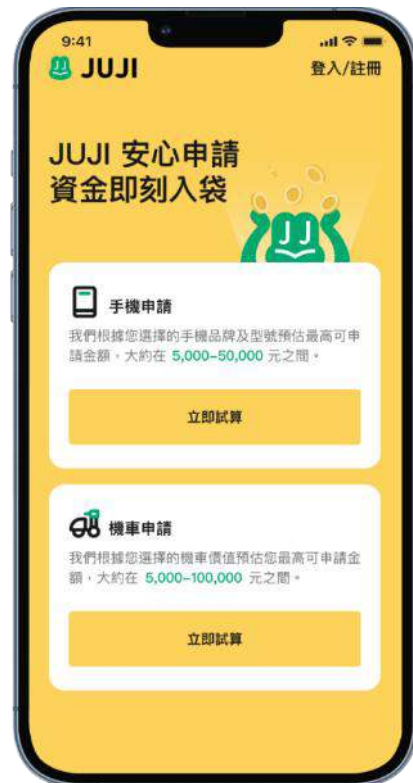 9:41
JUJI
登入/註冊
JUJI 安心申請
資金即刻入袋
JJ
手機申請
我們根據您選擇的手機品牌及型號預估最高可申
請金額，大約在 5,000–50,000 元之間。
立即試算
機車申請
我們根據您選擇的機車價值預估您最高可申請金
額，大約在 5,000–100,000 元之間。
立即試算